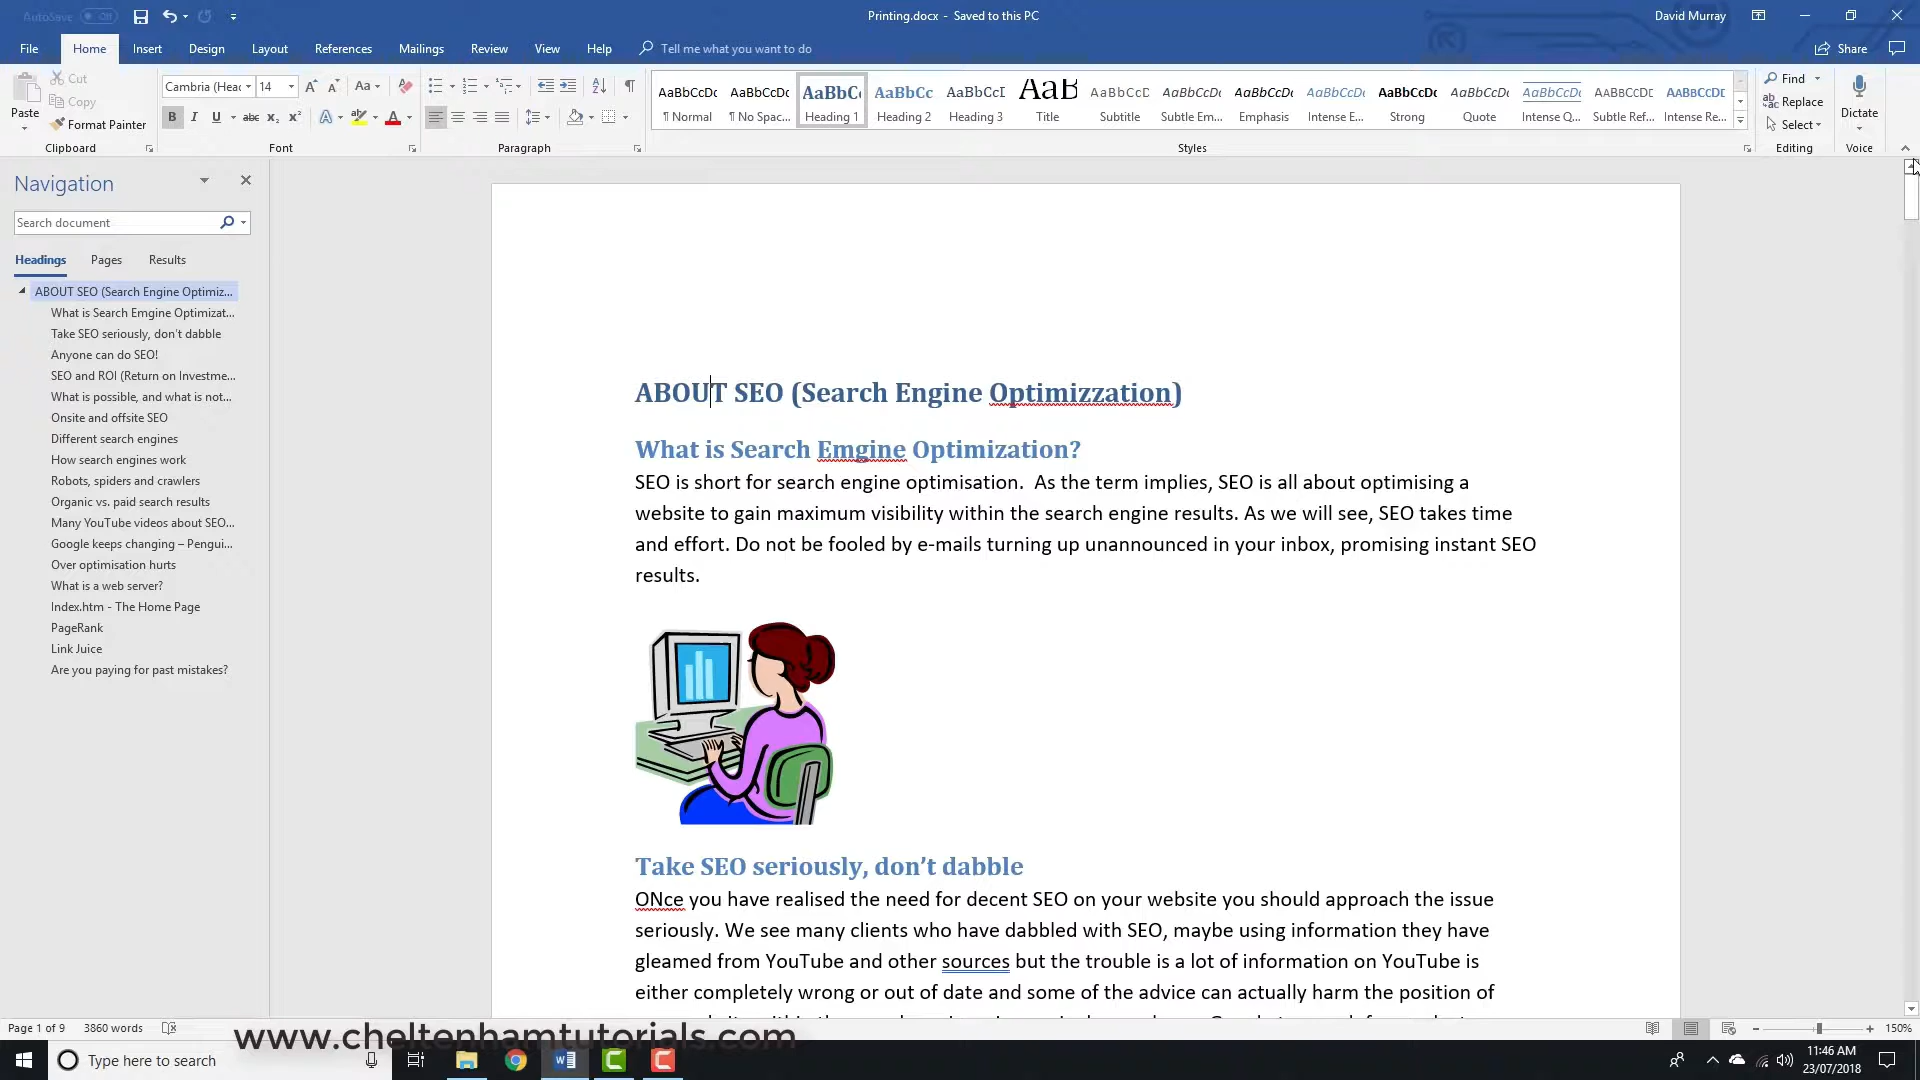 AutoSave Off
Printing.docx - Saved to this PC
David Murray
File Home Insert Design Layout References Mailings Review View Help Tell me what you want to do
Share
Paste
Cut
Copy
Format Painter
Clipboard
Cambria (Heac 14
Aa
B I U abc X₂ X²
Font
Paragraph
AaBbCcDc AaBbCcDc AaBbCc AaBbCc AaBbCcI AaB AaBbCcD AaBbCcDc AaBbCcDc AaBbCcDc AaBbCcDc AaBbCcDc AaBbCcDc AABBCCDE AABBCCDE
¶ Normal ¶ No Spac... Heading 1 Heading 2 Heading 3 Title Subtitle Subtle Em... Emphasis Intense E... Strong Quote Intense Q... Subtle Ref... Intense Re...
Styles
Find
Replace
Select
Editing
Dictate
Voice
Navigation
Search document
Headings Pages Results
ABOUT SEO (Search Engine Optimiz...
What is Search Emgine Optimizat...
Take SEO seriously, don't dabble
Anyone can do SEO!
SEO and ROI (Return on Investme...
What is possible, and what is not...
Onsite and offsite SEO
Different search engines
How search engines work
Robots, spiders and crawlers
Organic vs. paid search results
Many YouTube videos about SEO...
Google keeps changing – Pengui...
Over optimisation hurts
What is a web server?
Index.htm - The Home Page
PageRank
Link Juice
Are you paying for past mistakes?
ABOUT SEO (Search Engine Optimizzation)
What is Search Emgine Optimization?
SEO is short for search engine optimisation.  As the term implies, SEO is all about optimising a
website to gain maximum visibility within the search engine results. As we will see, SEO takes time
and effort. Do not be fooled by e-mails turning up unannounced in your inbox, promising instant SEO
results.
Take SEO seriously, don’t dabble
ONce you have realised the need for decent SEO on your website you should approach the issue
seriously. We see many clients who have dabbled with SEO, maybe using information they have
gleamed from YouTube and other sources but the trouble is a lot of information on YouTube is
either completely wrong or out of date and some of the advice can actually harm the position of
Page 1 of 9 3860 words
150%
www.cheltenhamtutorials.com
Type here to search
11:46 AM
23/07/2018